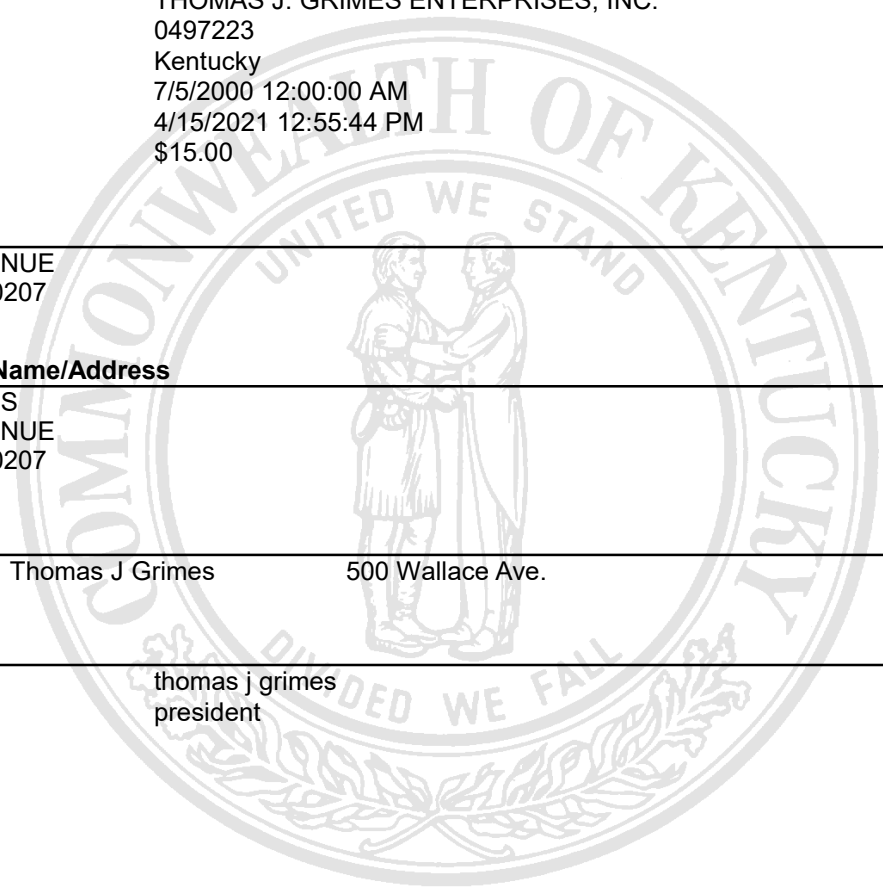 THOMAS J. GRIMES ENTERPRISES, INC.
0497223
Kentucky
7/5/2000 12:00:00 AM
4/15/2021 12:55:44 PM
$15.00
NUE
0207
Name/Address
S
NUE
0207
Thomas J Grimes 500 Wallace Ave.
thomas j grimes
president
COMMONWEALTH OF KENTUCKY
UNITED WE STAND
DIVIDED WE FALL